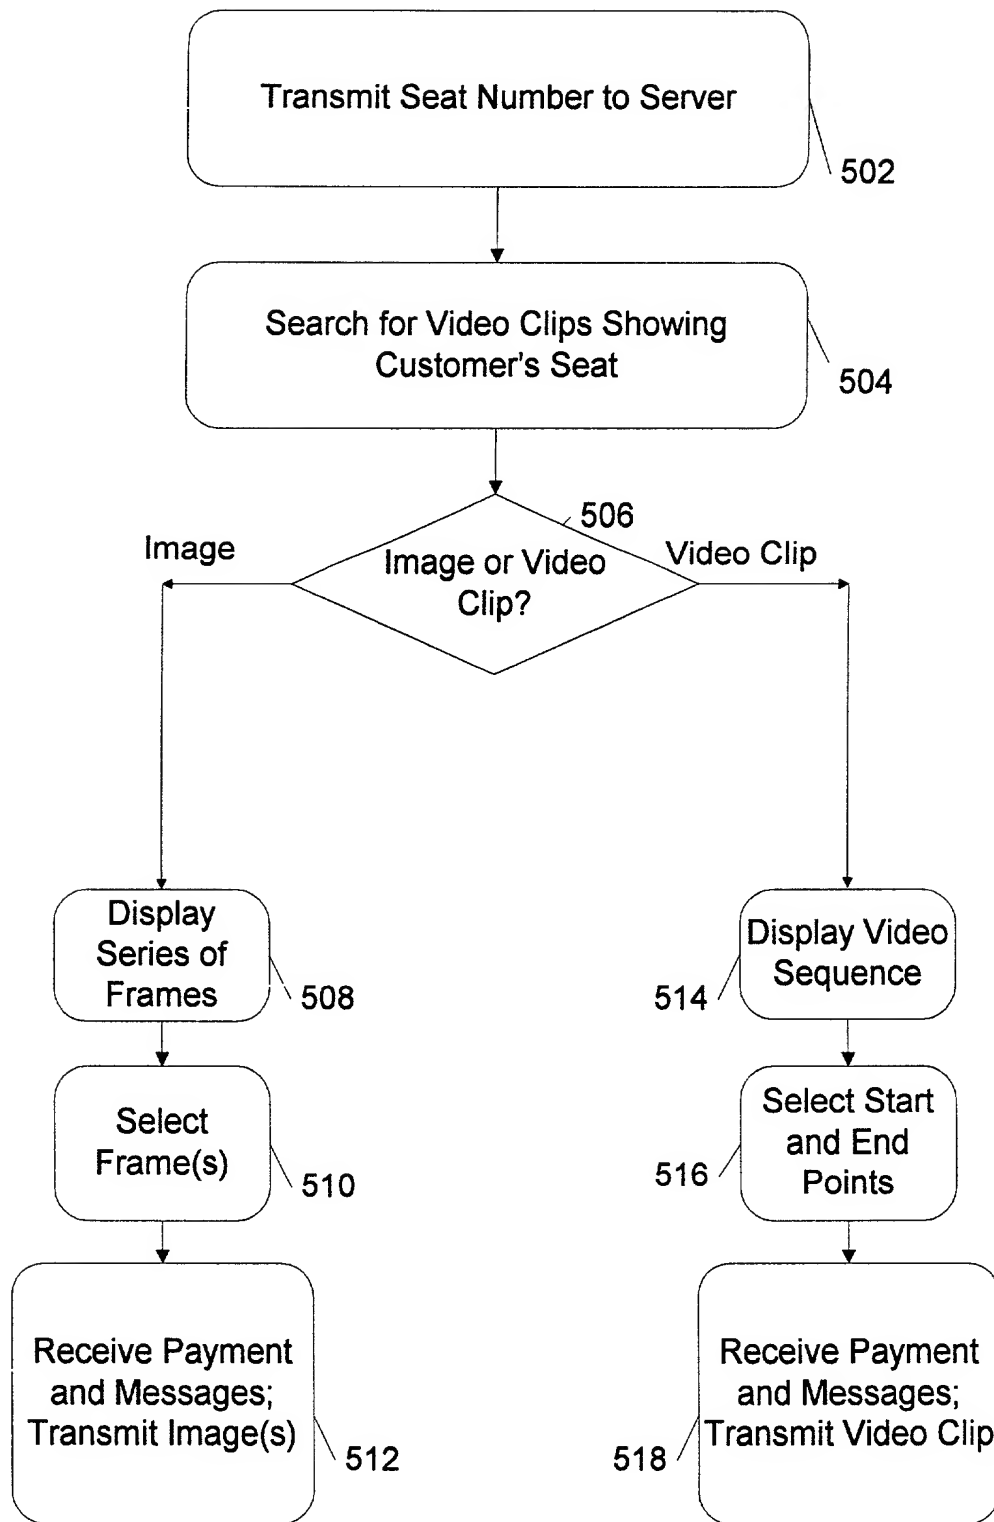 Transmit Seat Number to Server
502
Search for Video Clips Showing
Customer's Seat
504
506
Image
Image or Video
Clip?
Video Clip
Display
Series of
Frames
508
Select
Frame(s)
510
Receive Payment
and Messages;
Transmit Image(s)
512
Display Video
Sequence
514
Select Start
and End
Points
516
Receive Payment
and Messages;
Transmit Video Clip
518